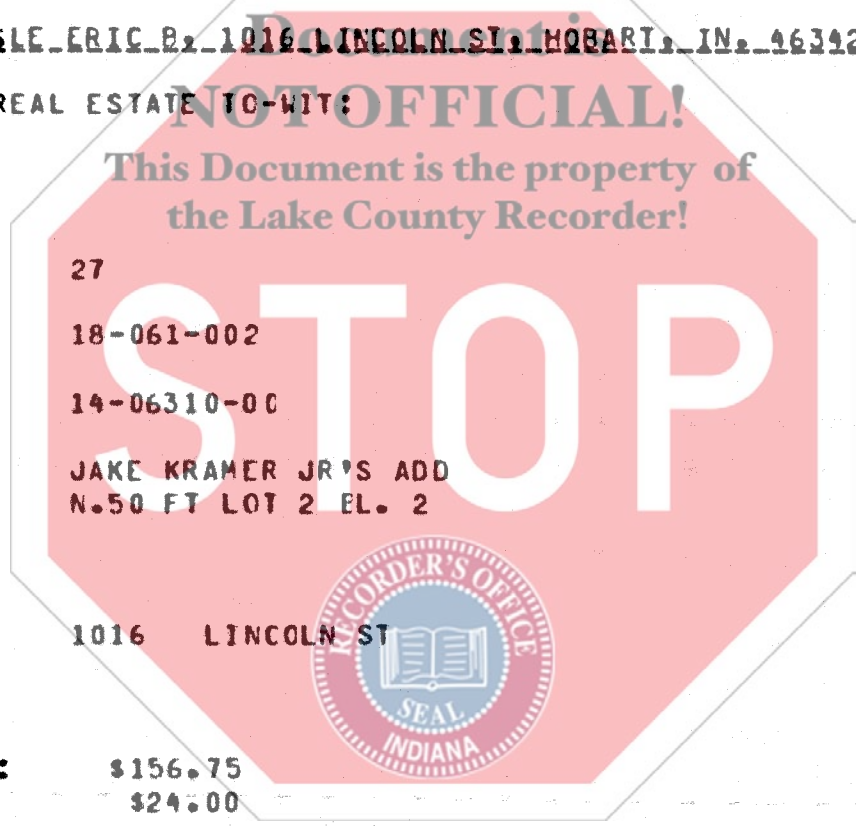 LE ERIC B. 1016 LINCOLN ST. HOBART, IN. 46342
Document is
REAL ESTATE TO-WIT:
NOT OFFICIAL!
This Document is the property of
the Lake County Recorder!
27
STOP
18-061-002
14-06310-00
JAKE KRAMER JR'S ADD
N.50 FT LOT 2 BL. 2
1016 LINCOLN ST
RECORDER'S OFFICE
SEAL
INDIANA
: $156.75
$24.00